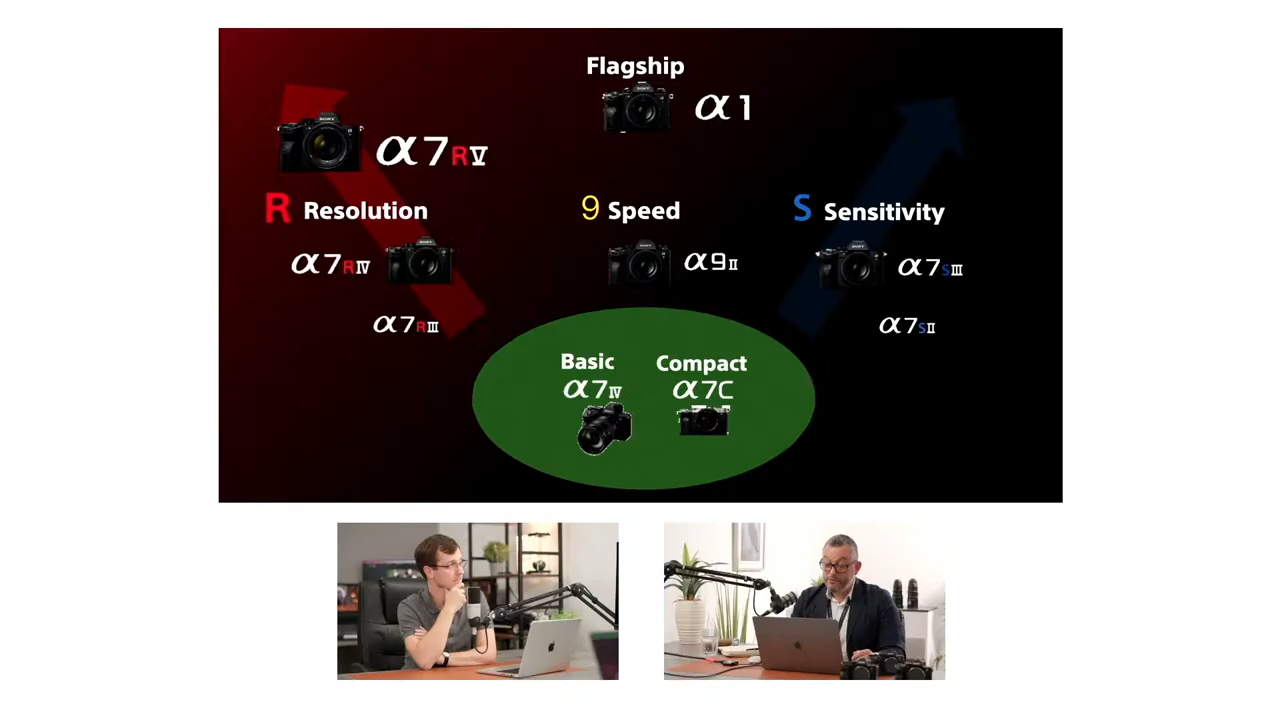 Flagship
α1
α7RV
R Resolution
9 Speed
S Sensitivity
α7RIV
α9II
α7SIII
α7RIII
α7SII
Basic
Compact
α7IV
α7C